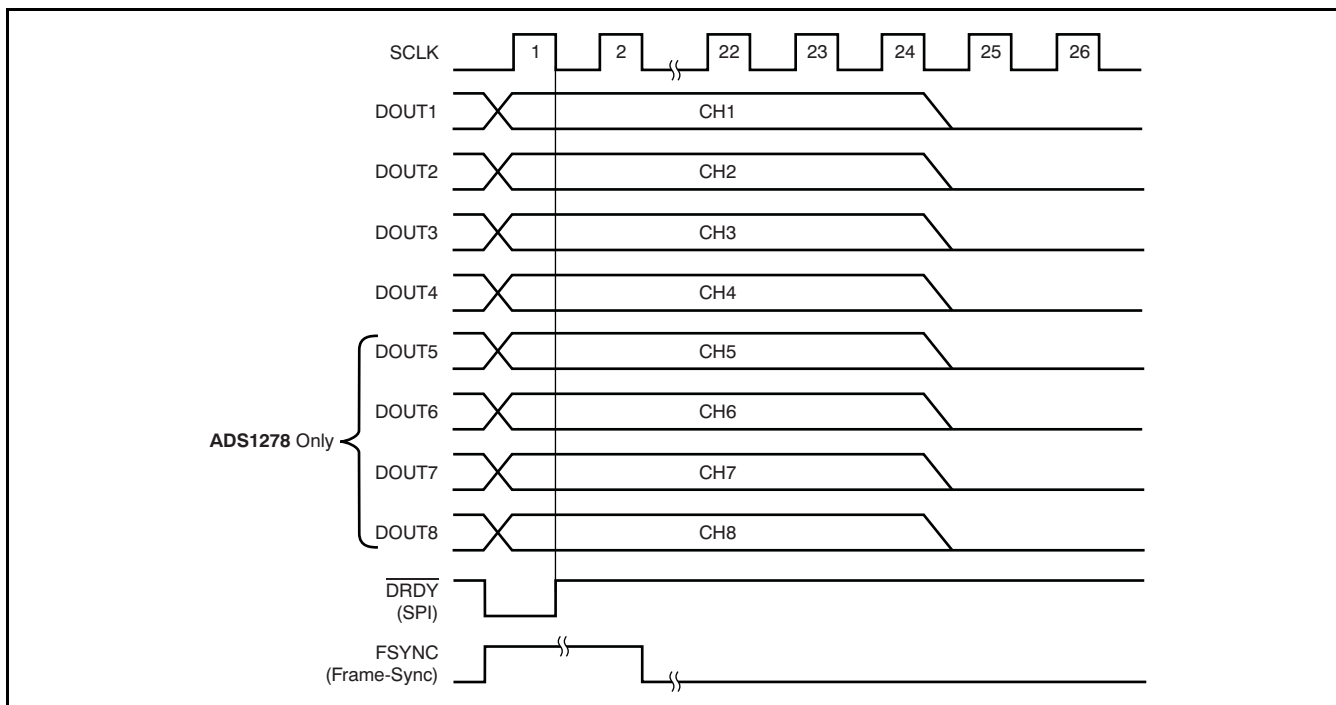 SCLK 1 2 22 23 24 25 26
DOUT1 CH1
DOUT2 CH2
DOUT3 CH3
DOUT4 CH4
DOUT5 CH5
DOUT6 CH6
ADS1278 Only
DOUT7 CH7
DOUT8 CH8
DRDY
(SPI)
FSYNC
(Frame-Sync)